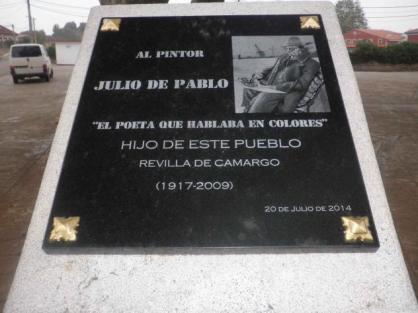 AL PINTOR
JULIO DE PABLO
"EL POETA QUE HABLABA EN COLORES"
HIJO DE ESTE PUEBLO
REVILLA DE CAMARGO
(1917-2009)
20 DE JULIO DE 2014